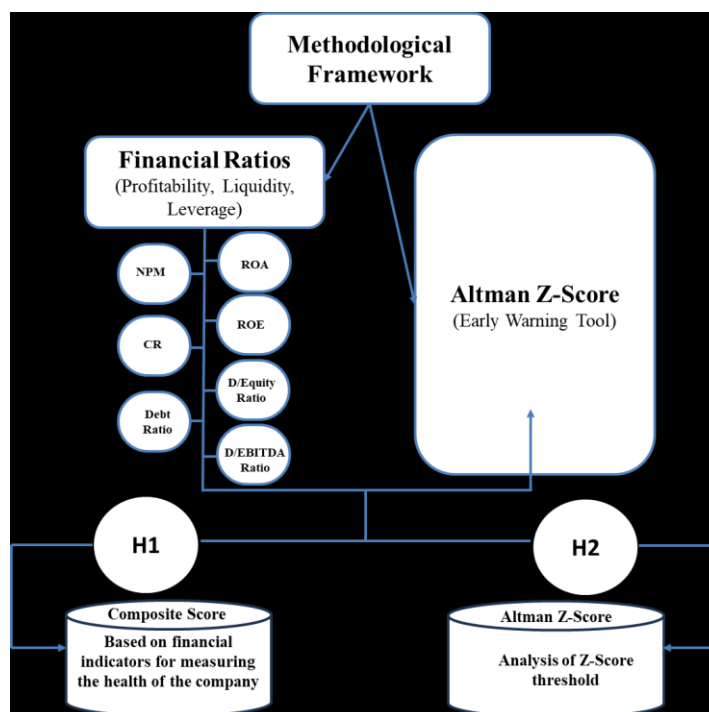 Methodological
Framework
Financial Ratios
(Profitability, Liquidity,
Leverage)
NPM
ROA
CR
ROE
Debt
Ratio
D/Equity
Ratio
D/EBITDA
Ratio
Altman Z-Score
(Early Warning Tool)
H1
H2
Composite Score
Based on financial
indicators for measuring
the health of the company
Altman Z-Score
Analysis of Z-Score
threshold